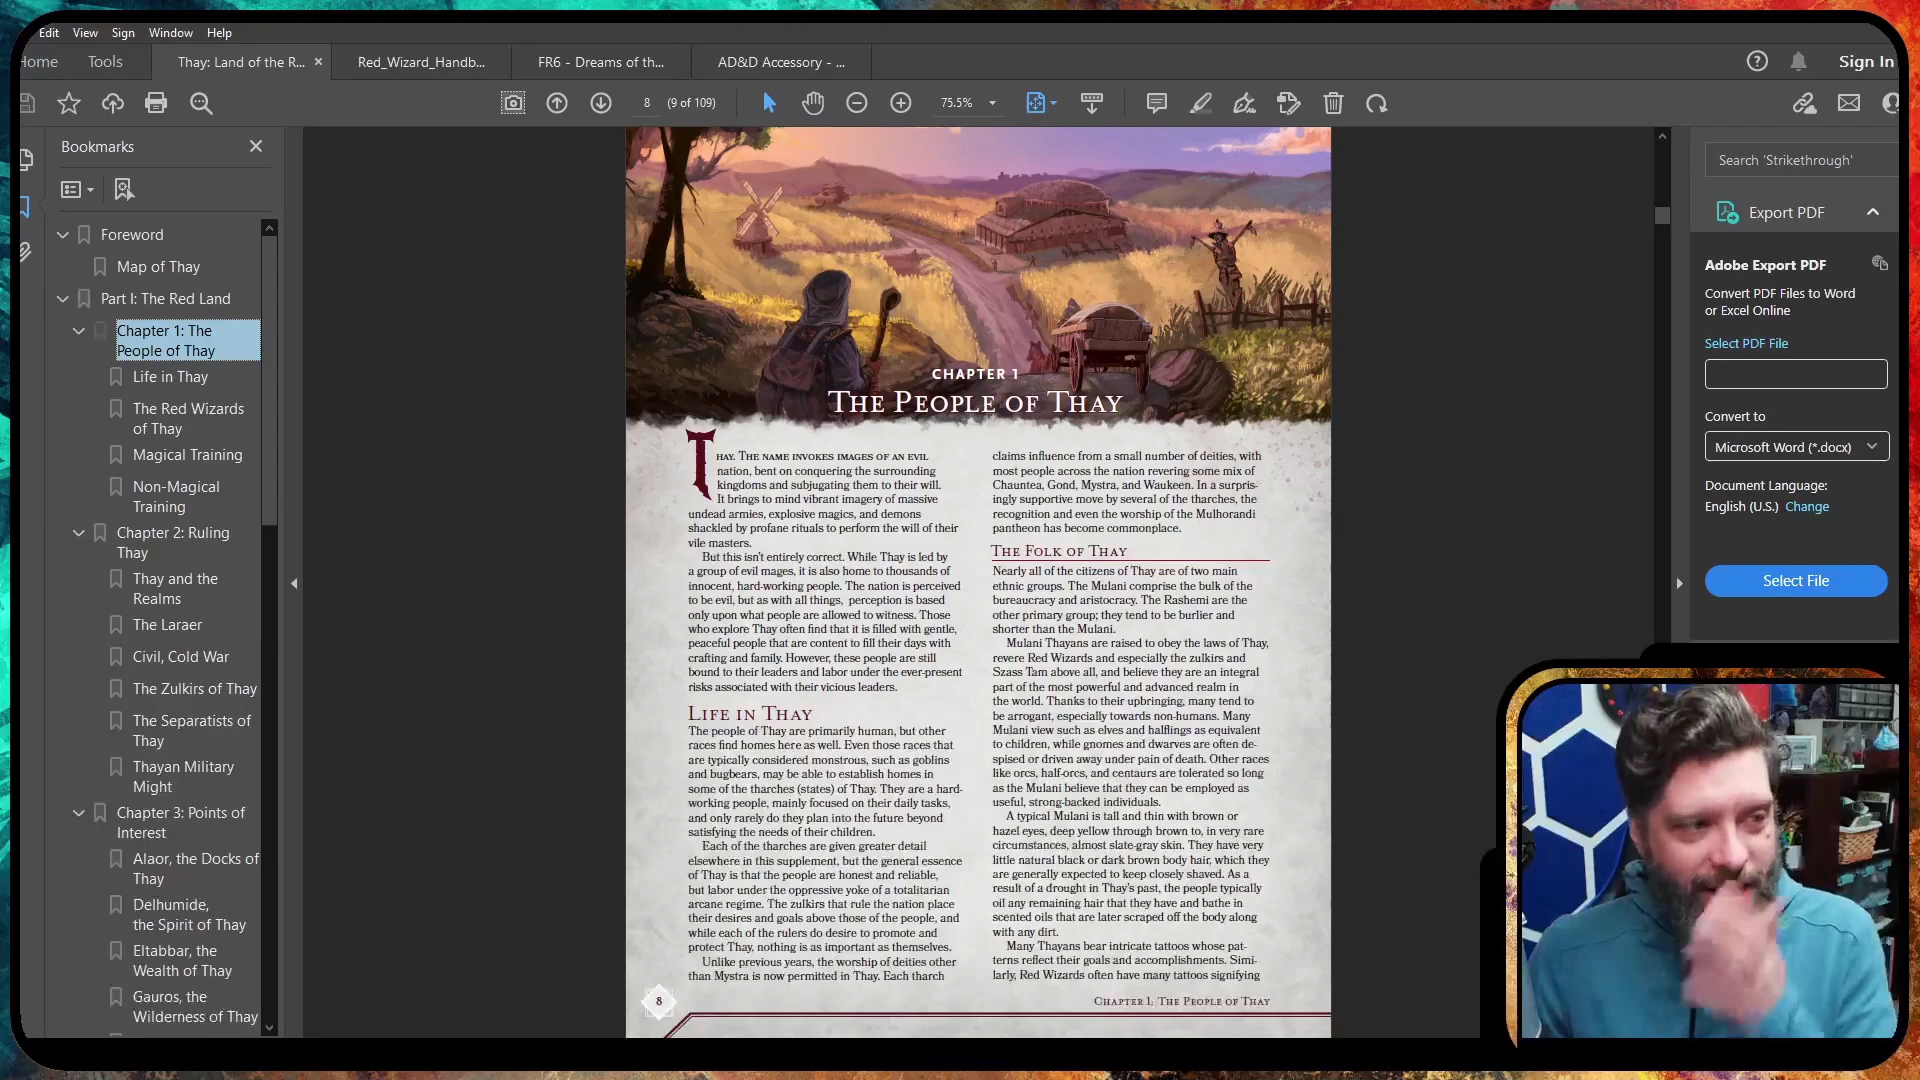 Edit View Sign Window Help
Home Tools Thay: Land of the R... × Red_Wizard_Handb... FR6 - Dreams of th... AD&D Accessory - ... Sign In
8 (9 of 109) 75.5%
Bookmarks
Foreword
Map of Thay
Part I: The Red Land
Chapter 1: The
People of Thay
Life in Thay
The Red Wizards
of Thay
Magical Training
Non-Magical
Training
Chapter 2: Ruling
Thay
Thay and the
Realms
The Laraer
Civil, Cold War
The Zulkirs of Thay
The Separatists of
Thay
Thayan Military
Might
Chapter 3: Points of
Interest
Alaor, the Docks of
Thay
Delhumide,
the Spirit of Thay
Eltabbar, the
Wealth of Thay
Gauros, the
Wilderness of Thay
CHAPTER 1
The People of Thay
Thay. The name invokes images of an evil
nation, bent on conquering the surrounding
kingdoms and subjugating them to their will.
It brings to mind vibrant imagery of massive
undead armies, explosive magics, and demons
shackled by profane rituals to perform the will of their
vile masters.
But this isn't entirely correct. While Thay is led by
a group of evil mages, it is also home to thousands of
innocent, hard-working people. The nation is perceived
to be evil, but as with all things, perception is based
only upon what people are allowed to witness. Those
who explore Thay often find that it is filled with gentle,
peaceful people that are content to fill their days with
crafting and family. However, these people are still
bound to their leaders and labor under the ever-present
risks associated with their vicious leaders.
Life in Thay
The people of Thay are primarily human, but other
races find homes here as well. Even those races that
are typically considered monstrous, such as goblins
and bugbears, may be able to establish homes in
some of the tharches (states) of Thay. They are a hard-
working people, mainly focused on their daily tasks,
and only rarely do they plan into the future beyond
satisfying the needs of their children.
Each of the tharches are given greater detail
elsewhere in this supplement, but the general essence
of Thay is that the people are honest and reliable,
but labor under the oppressive yoke of a totalitarian
arcane regime. The zulkirs that rule the nation place
their desires and goals above those of the people, and
while each of the rulers do desire to promote and
protect Thay, nothing is as important as themselves.
Unlike previous years, the worship of deities other
than Mystra is now permitted in Thay. Each tharch
claims influence from a small number of deities, with
most people across the nation revering some mix of
Chauntea, Gond, Mystra, and Waukeen. In a surpris-
ingly supportive move by several of the tharches, the
recognition and even the worship of the Mulhorandi
pantheon has become commonplace.
The Folk of Thay
Nearly all of the citizens of Thay are of two main
ethnic groups. The Mulani comprise the bulk of the
bureaucracy and aristocracy. The Rashemi are the
other primary group; they tend to be burlier and
shorter than the Mulani.
Mulani Thayans are raised to obey the laws of Thay,
revere Red Wizards and especially the zulkirs and
Szass Tam above all, and believe they are an integral
part of the most powerful and advanced realm in
the world. Thanks to their upbringing, many tend to
be arrogant, especially towards non-humans. Many
Mulani view such as elves and halflings as equivalent
to children, while gnomes and dwarves are often de-
spised or driven away under pain of death. Other races
like orcs, half-orcs, and centaurs are tolerated so long
as the Mulani believe that they can be employed as
useful, strong-backed individuals.
A typical Mulani is tall and thin with brown or
hazel eyes, deep yellow through brown to, in very rare
circumstances, almost slate-gray skin. They have very
little natural black or dark brown body hair, which they
are generally expected to keep closely shaved. As a
result of a drought in Thay's past, the people typically
oil any remaining hair that they have and bathe in
scented oils that are later scraped off the body along
with any dirt.
Many Thayans bear intricate tattoos whose pat-
terns reflect their goals and accomplishments. Simi-
larly, Red Wizards often have many tattoos signifying
8
Chapter 1: The People of Thay
Search 'Strikethrough'
Export PDF
Adobe Export PDF
Convert PDF Files to Word
or Excel Online
Select PDF File
Convert to
Microsoft Word (*.docx)
Document Language:
English (U.S.) Change
Select File